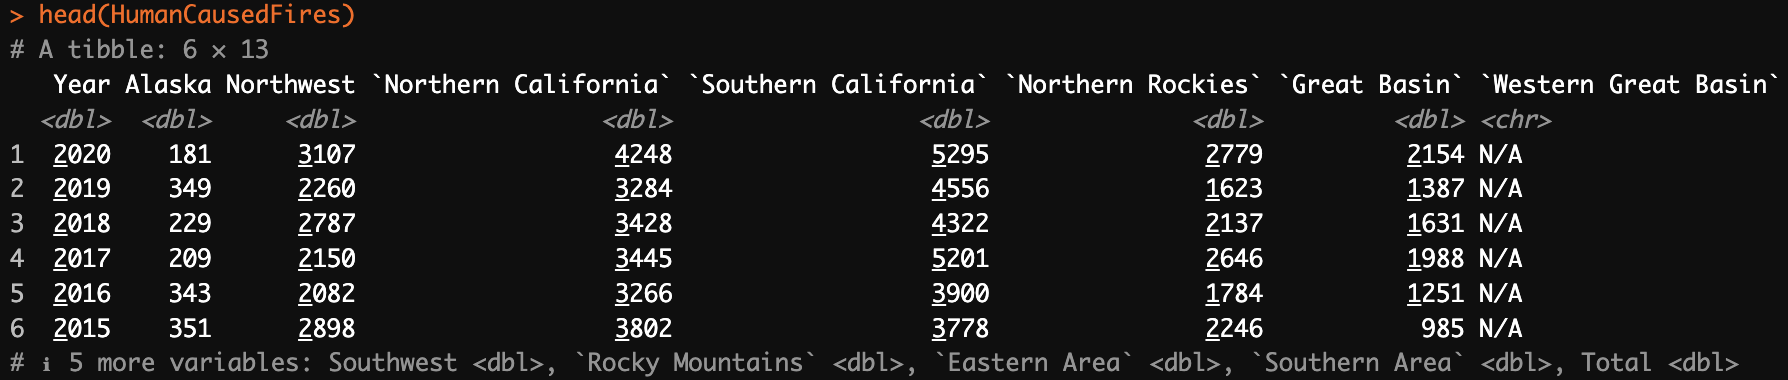 > head(HumanCausedFires)
# A tibble: 6 × 13
   Year Alaska Northwest `Northern California` `Southern California` `Northern Rockies` `Great Basin` `Western Great Basin`
  <dbl>  <dbl>     <dbl>                 <dbl>                 <dbl>              <dbl>         <dbl> <chr>
1  2020    181      3107                  4248                  5295               2779          2154 N/A
2  2019    349      2260                  3284                  4556               1623          1387 N/A
3  2018    229      2787                  3428                  4322               2137          1631 N/A
4  2017    209      2150                  3445                  5201               2646          1988 N/A
5  2016    343      2082                  3266                  3900               1784          1251 N/A
6  2015    351      2898                  3802                  3778               2246           985 N/A
# ℹ 5 more variables: Southwest <dbl>, `Rocky Mountains` <dbl>, `Eastern Area` <dbl>, `Southern Area` <dbl>, Total <dbl>